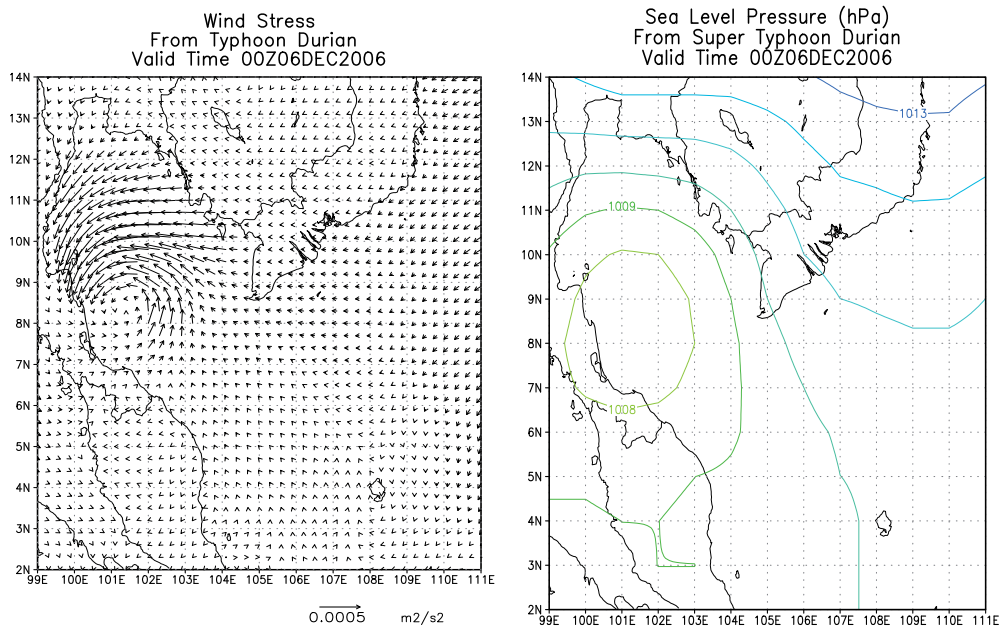 Wind Stress
From Typhoon Durian
Valid Time 00Z06DEC2006
14N
13N
12N
11N
10N
9N
8N
7N
6N
5N
4N
3N
2N
99E 100E 101E 102E 103E 104E 105E 106E 107E 108E 109E 110E 111E
0.0005 m2/s2
Sea Level Pressure (hPa)
From Super Typhoon Durian
Valid Time 00Z06DEC2006
14N
13N
12N
11N
10N
9N
8N
7N
6N
5N
4N
3N
2N
1013
1009
1008
99E 100E 101E 102E 103E 104E 105E 106E 107E 108E 109E 110E 111E